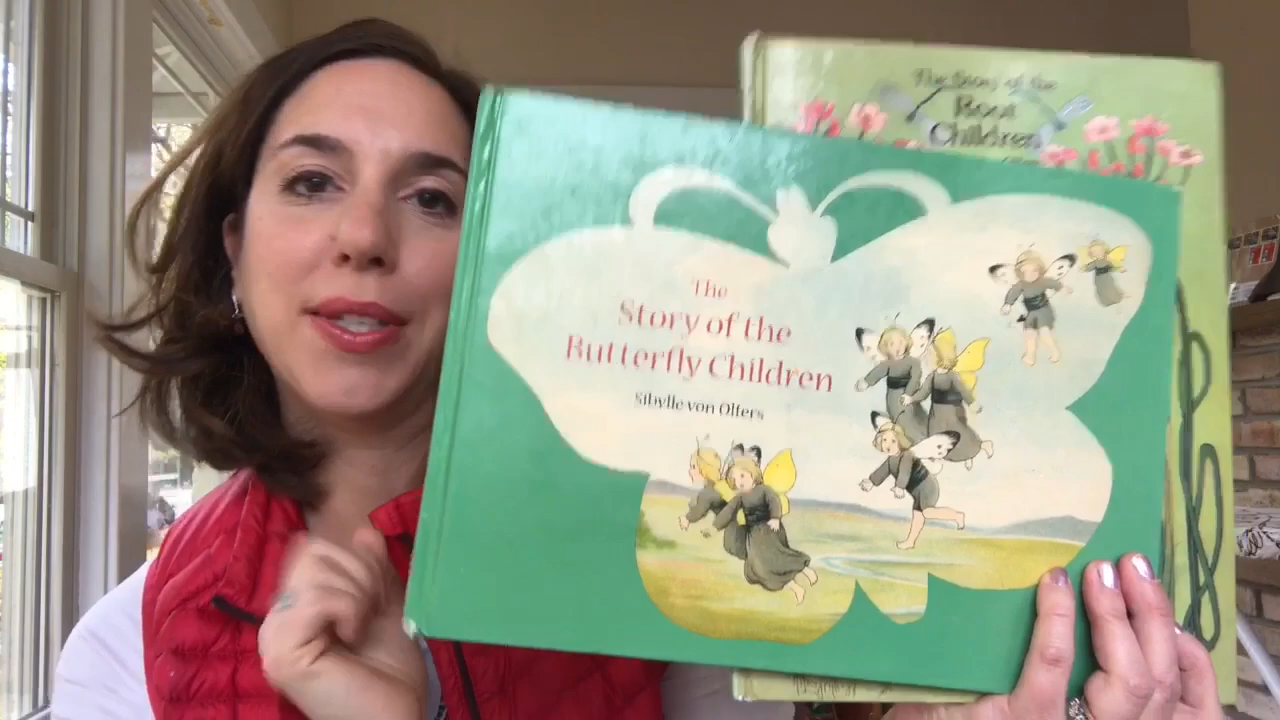 The Story of the
Root
Children
The
Story of the
Butterfly Children
Sibylle von Olfers